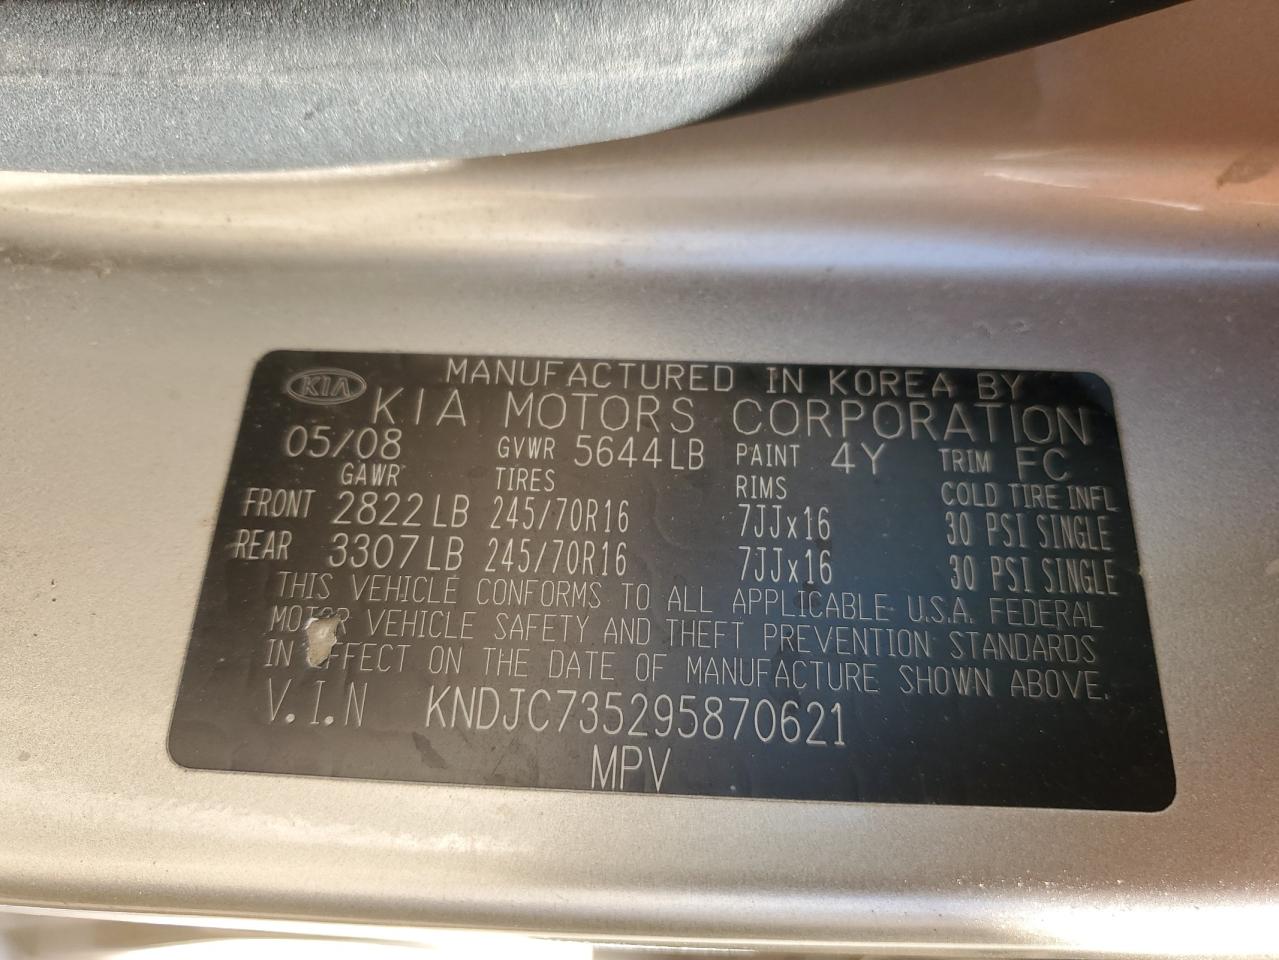 KIA MANUFACTURED IN KOREA BY
KIA MOTORS CORPORATION
05/08 GVWR 5644LB PAINT 4Y TRIM FC
GAWR TIRES RIMS COLD TIRE INFL
FRONT 2822LB 245/70R16 7JJx16 30 PSI SINGLE
REAR 3307LB 245/70R16 7JJx16 30 PSI SINGLE
THIS VEHICLE CONFORMS TO ALL APPLICABLE U.S.A. FEDERAL
MOTOR VEHICLE SAFETY AND THEFT PREVENTION STANDARDS
IN EFFECT ON THE DATE OF MANUFACTURE SHOWN ABOVE.
V.I.N KNDJC735295870621
MPV